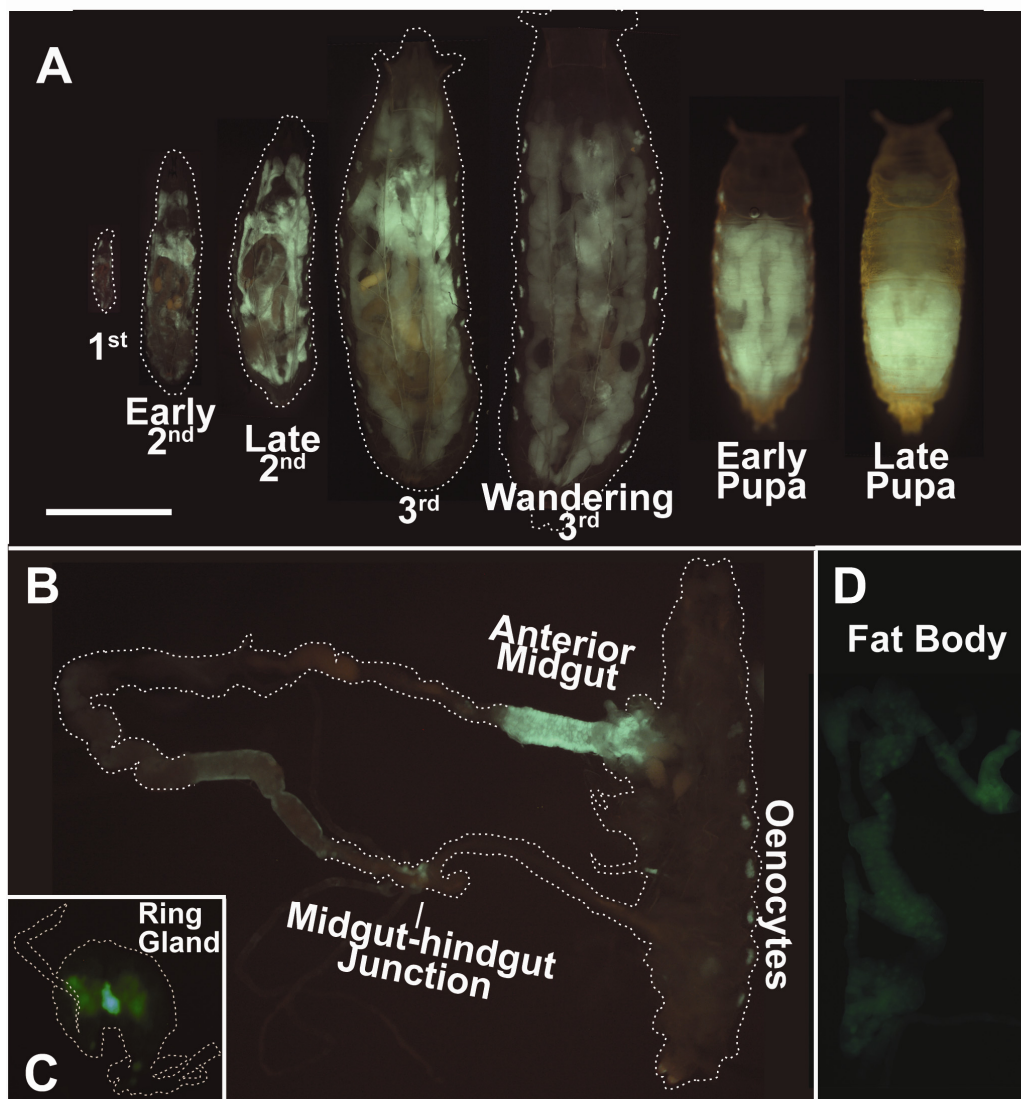 A
1st
Early
2nd
Late
2nd
3rd
Wandering
3rd
Early
Pupa
Late
Pupa
B
Anterior
Midgut
Midgut-hindgut
Junction
Oenocytes
Ring
Gland
C
D
Fat Body